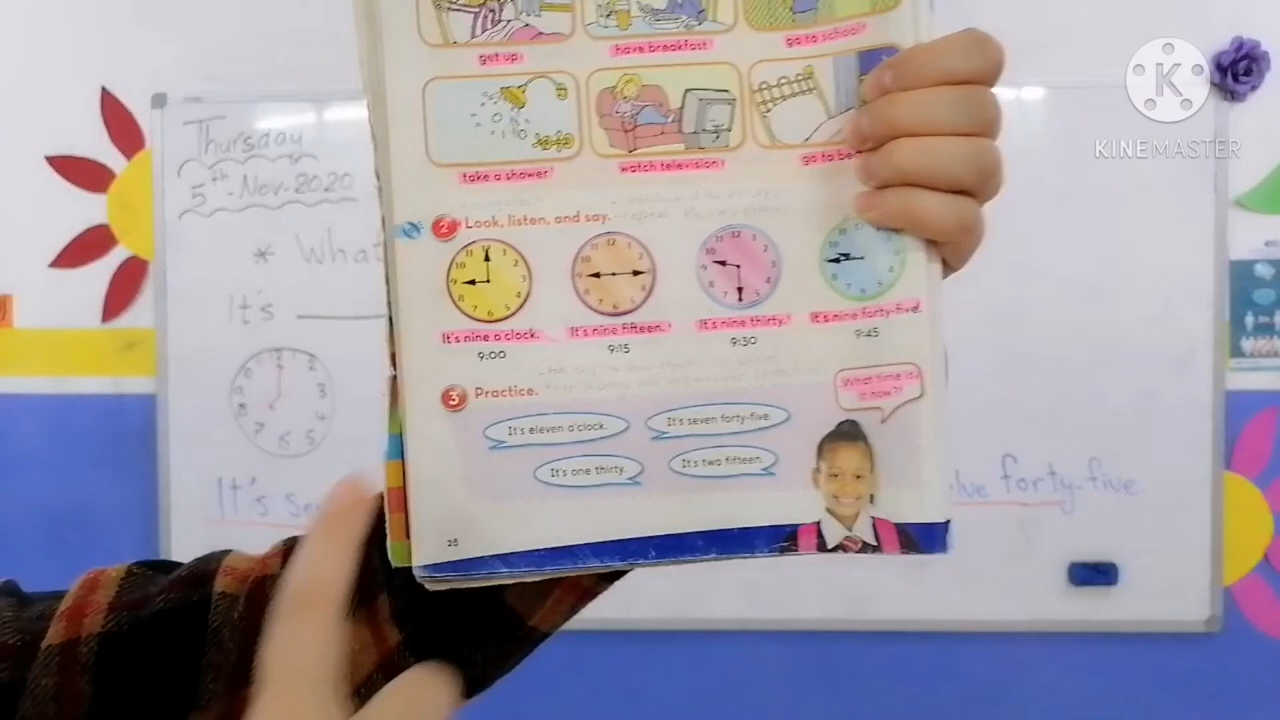 get up
have breakfast
go to school
take a shower
watch television
go to be
2 Look, listen, and say.
It's nine o'clock.
It's nine fifteen.
It's nine thirty.
It's nine forty-five.
9:00
9:15
9:30
9:45
3 Practice.
What time is
it now?
It's eleven o'clock.
It's seven forty-five.
It's one thirty.
It's two fifteen.
28
Thursday
5th-Nov-2020
* What
It's
It's
forty-five
K
KINEMASTER